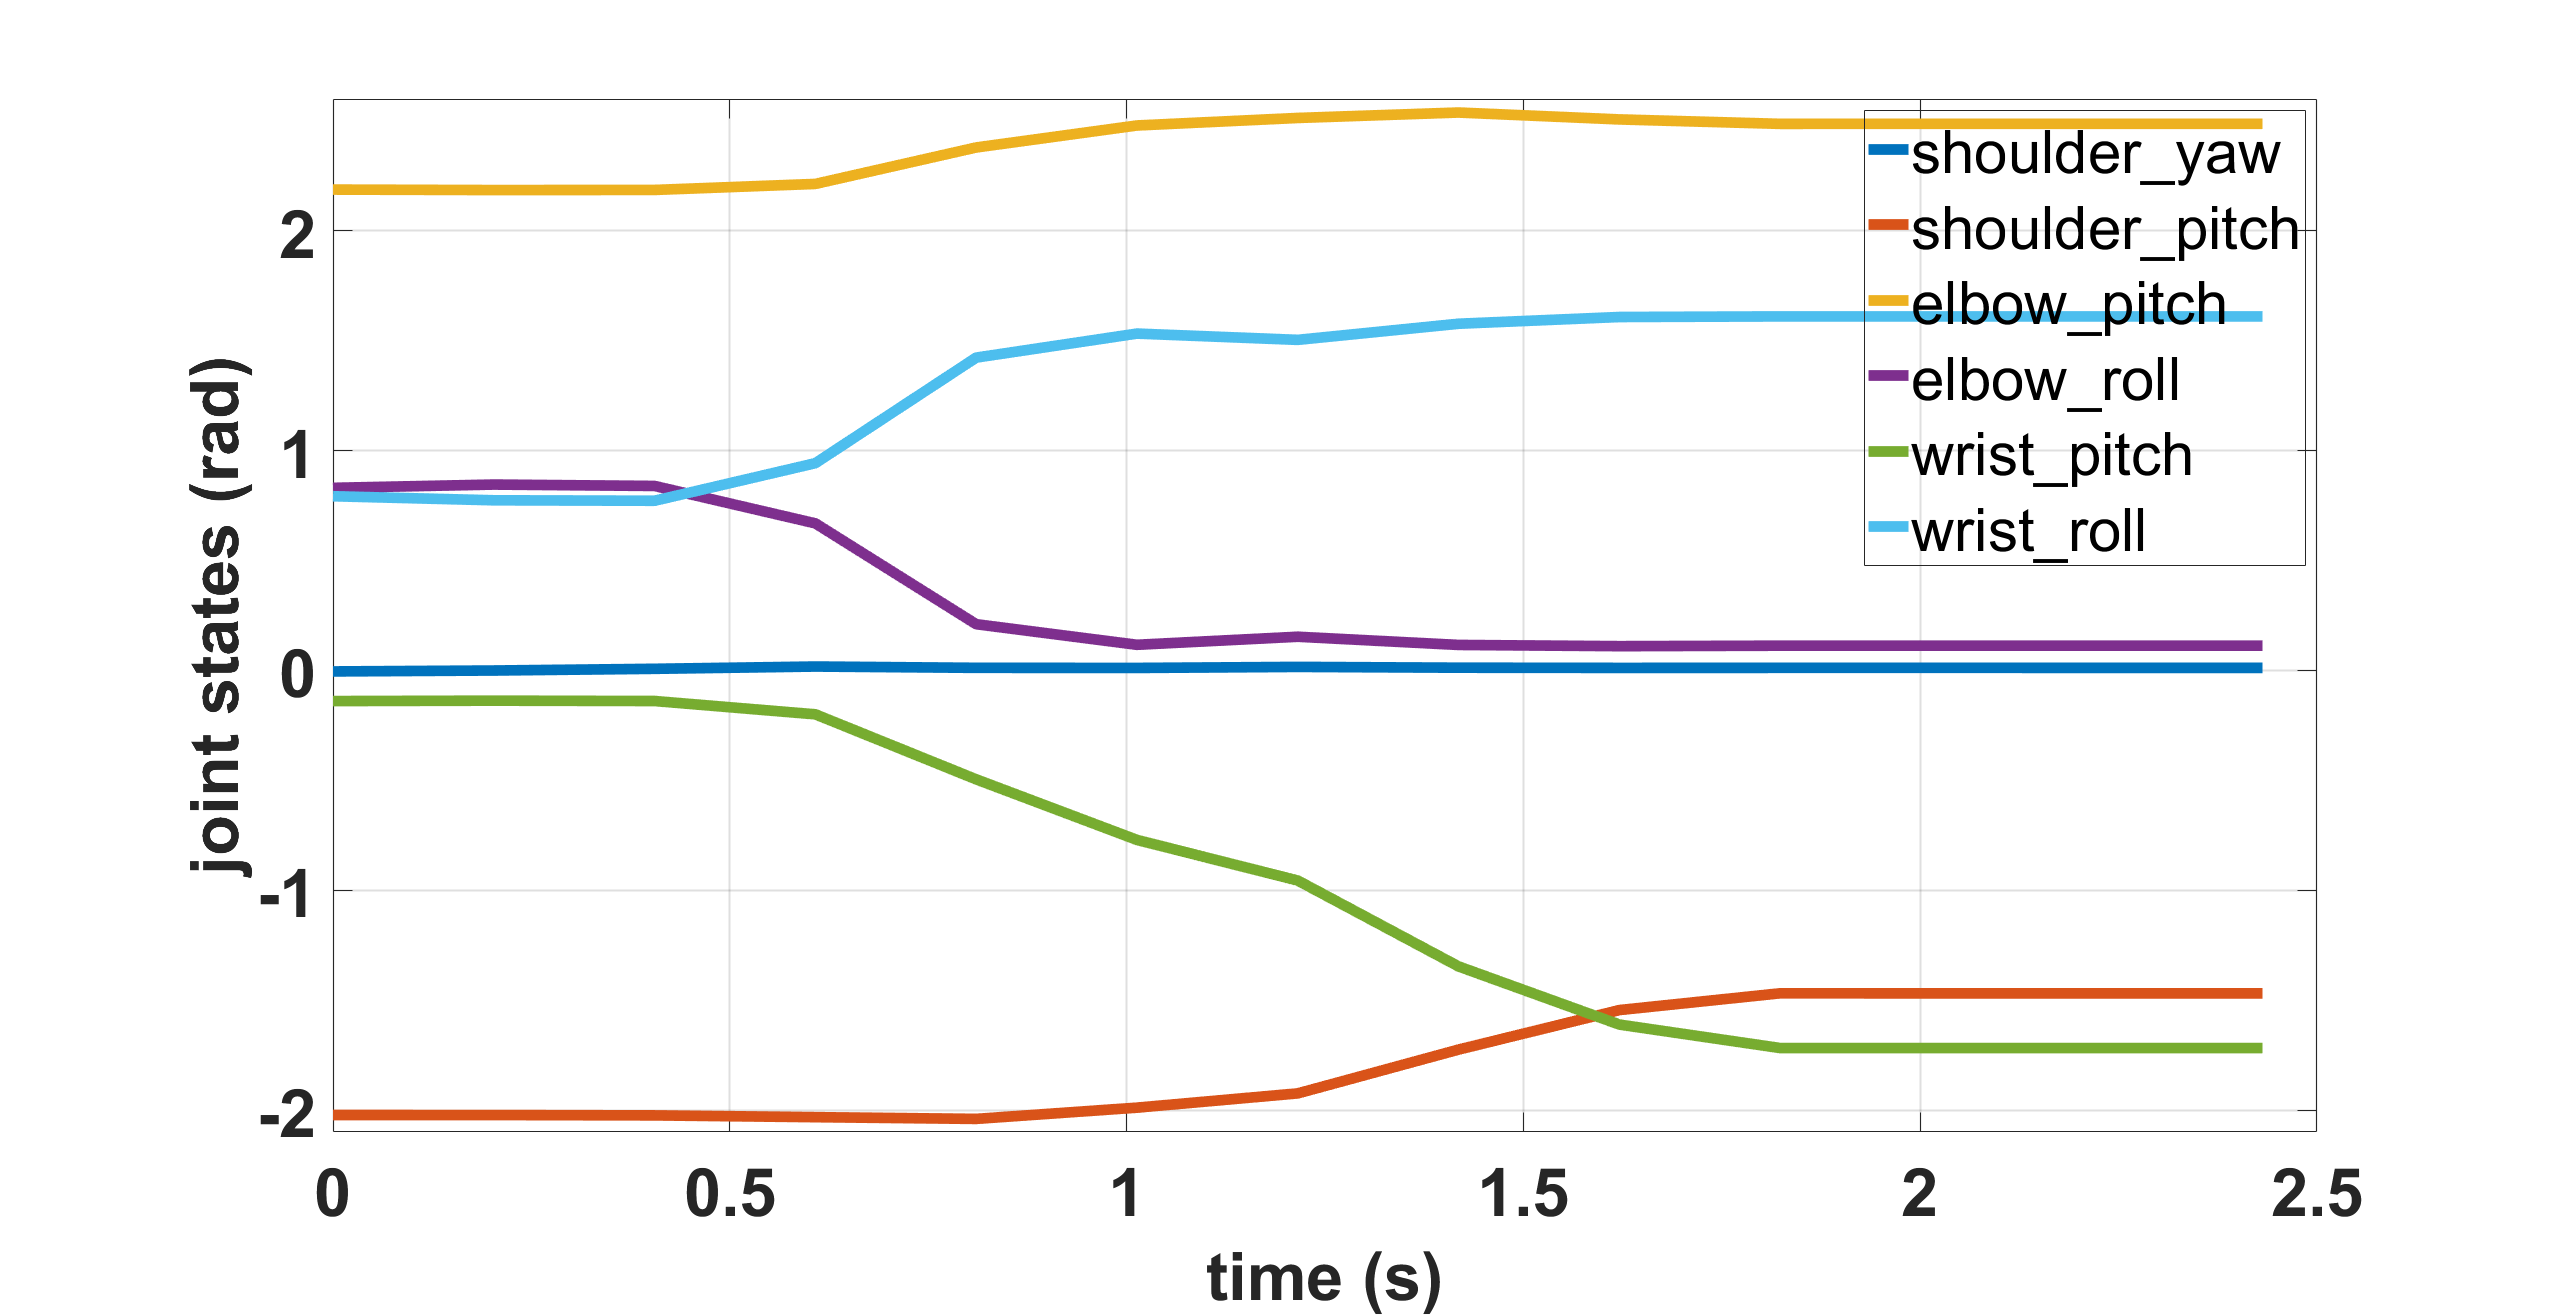 joint states (rad)
2
1
0
-1
-2
shoulder_yaw
shoulder_pitch
elbow_pitch
elbow_roll
wrist_pitch
wrist_roll
0 0.5 1 1.5 2 2.5
time (s)